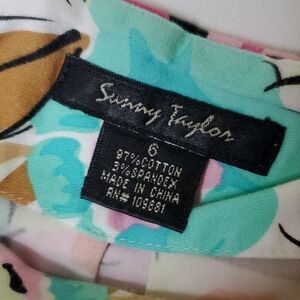 Sunny Taylor
6
97% COTTON
3% SPANDEX
MADE IN CHINA
RN# 109881